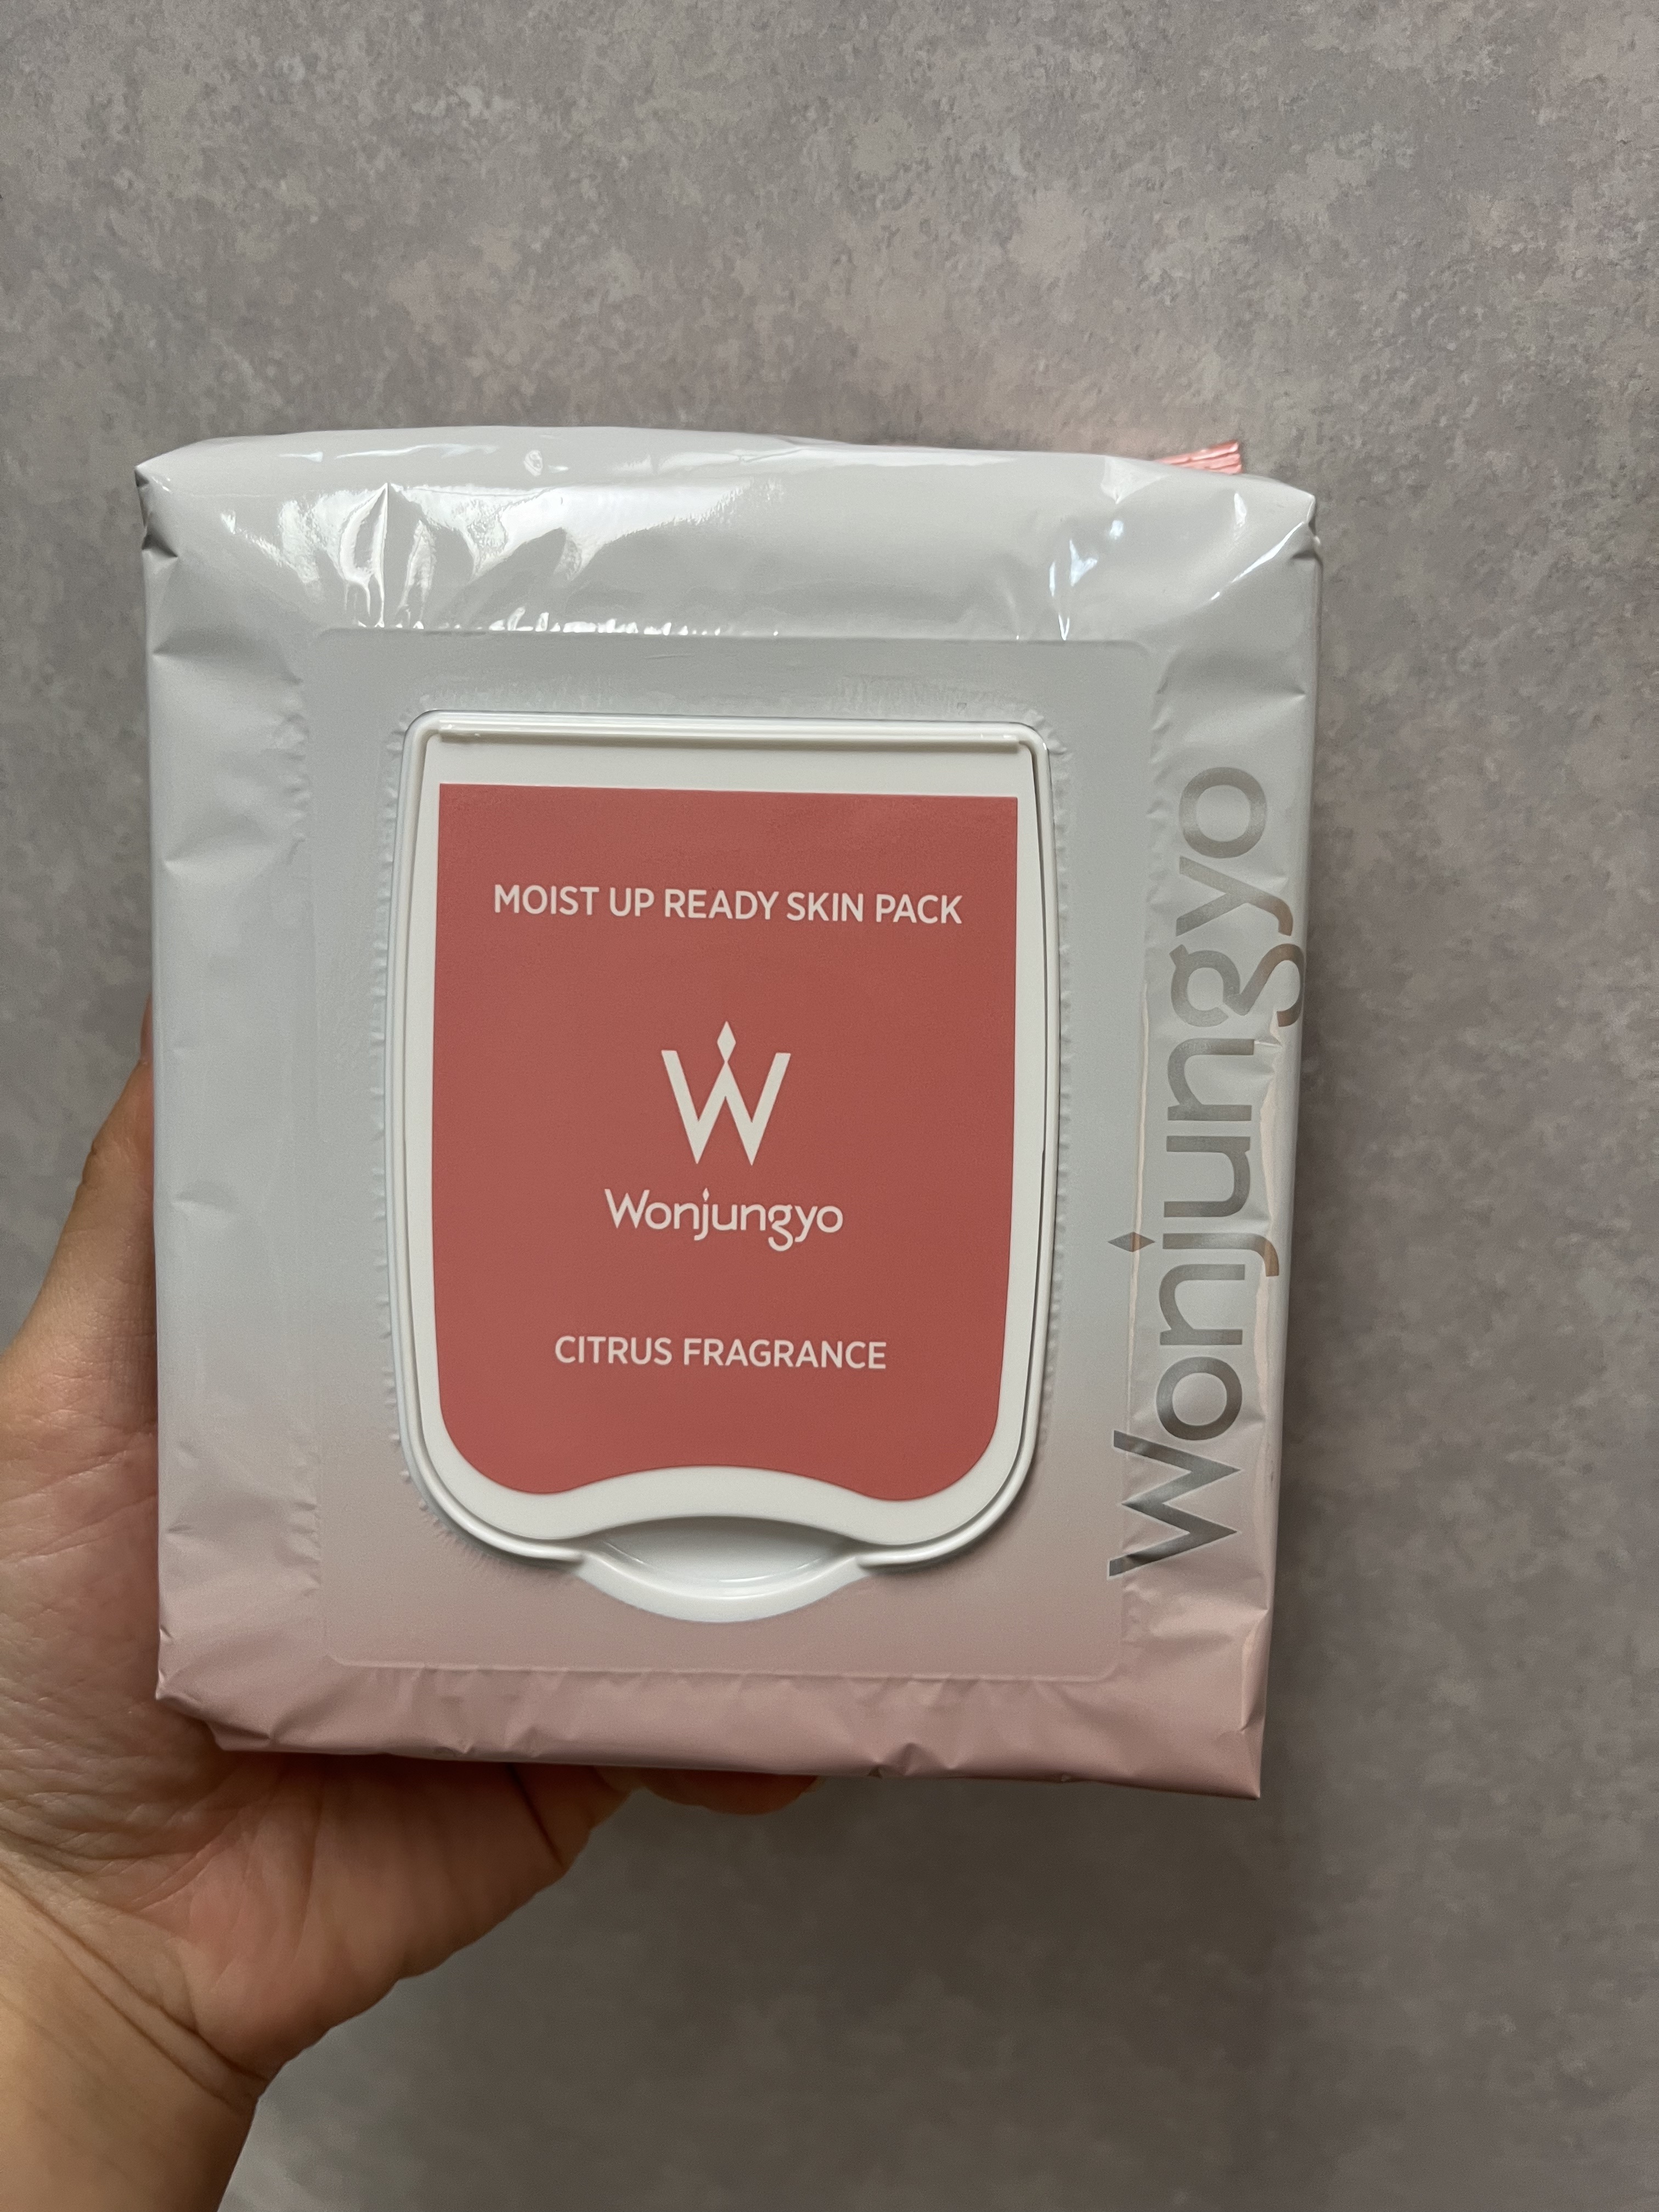 MOIST UP READY SKIN PACK
W
Wonjungyo
CITRUS FRAGRANCE
Wonjungyo